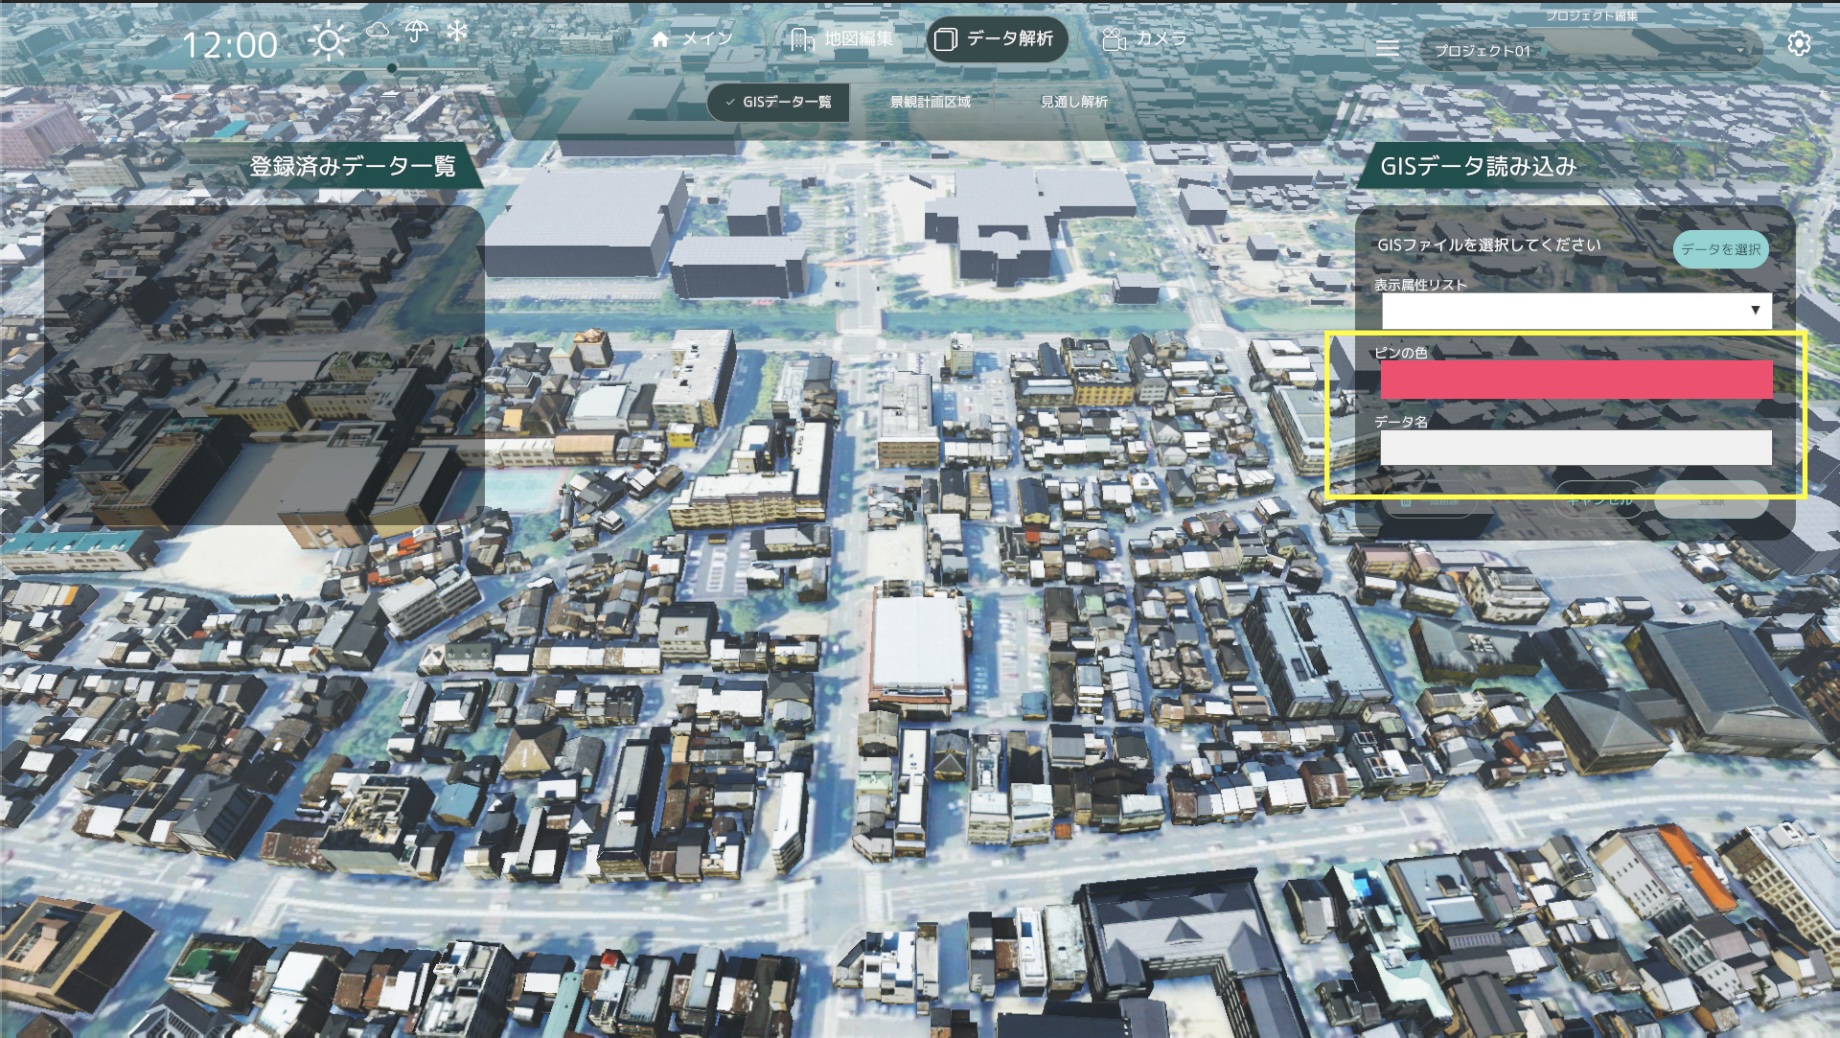 12:00
メイン
地図編集
データ解析
カメラ
プロジェクト編集
プロジェクト01
GISデータ一覧
景観計画区域
見通し解析
登録済みデータ一覧
GISデータ読み込み
GISファイルを選択してください
データを選択
表示属性リスト
ピンの色
データ名
キャンセル
登録